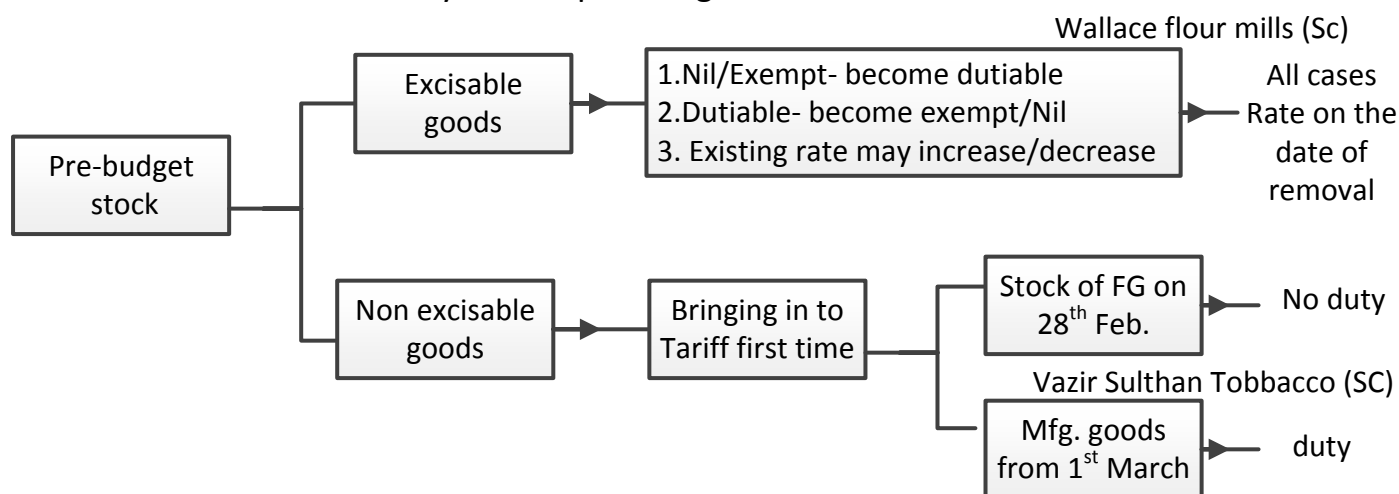 Wallace flour mills (Sc)
Pre-budget
stock
Excisable
goods
1.Nil/Exempt- become dutiable
2.Dutiable- become exempt/Nil
3. Existing rate may increase/decrease
All cases
Rate on the
date of
removal
Non excisable
goods
Bringing in to
Tariff first time
Stock of FG on
28th Feb.
No duty
Vazir Sulthan Tobbacco (SC)
Mfg. goods
from 1st March
duty